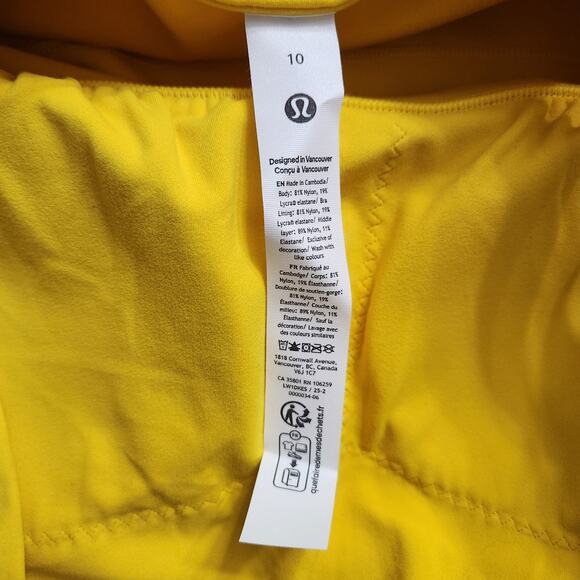 10
Designed in Vancouver
Conçu à Vancouver
EN Made in Cambodia/
Body: 81% Nylon, 19%
Lycra® elastane/ Bra
Lining: 81% Nylon, 19%
Lycra® elastane/ Middle
layer: 89% Nylon, 11%
Elastane/ Exclusive of
decoration/ Wash with
like colours
FR Fabriqué au
Cambodge/ Corps: 81%
Nylon, 19% Élasthanne/
Doublure de soutien-gorge:
81% Nylon, 19%
Élasthanne/ Couche du
milieu: 89% Nylon, 11%
Élasthanne/ Sauf la
décoration/ Lavage avec
des couleurs similaires
1818 Cornwall Avenue,
Vancouver, BC, Canada
V6J 1C7
CA 35801 RN 106259
LW1DKES / 25-2
0000034-06
FR
quefairedemesdechets.fr